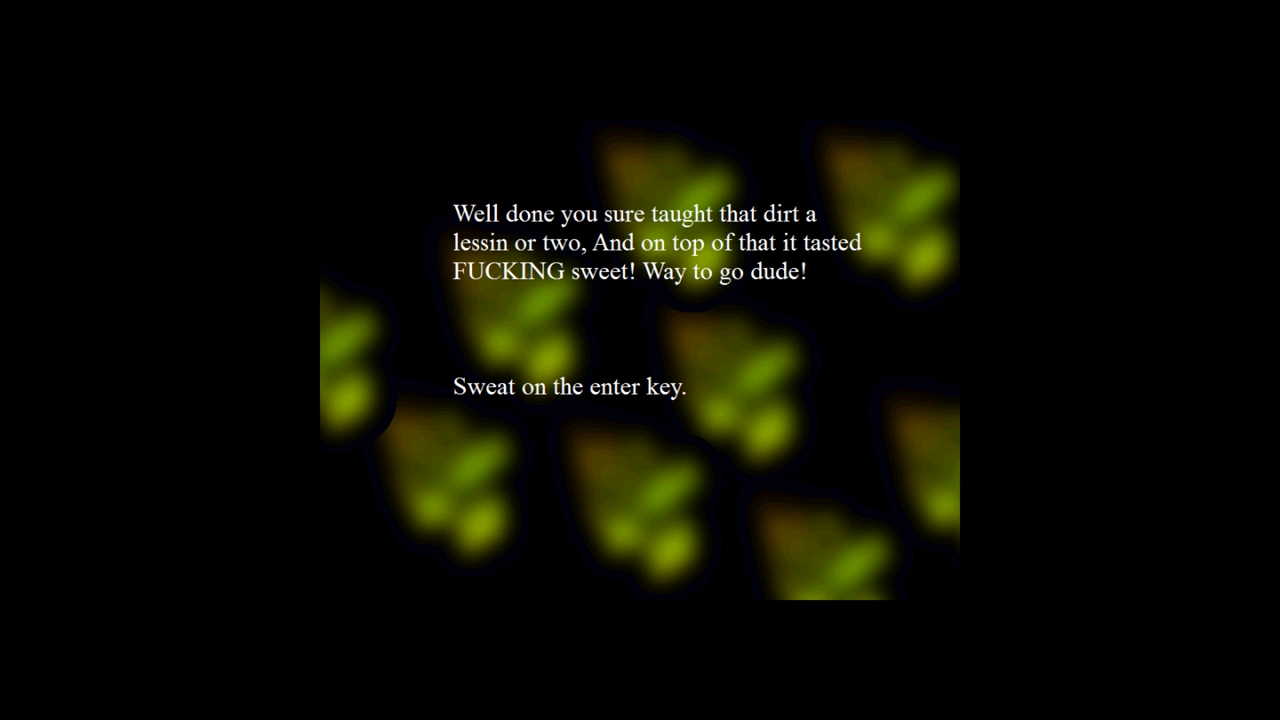 Well done you sure taught that dirt a
lessin or two, And on top of that it tasted
FUCKING sweet! Way to go dude!
Sweat on the enter key.